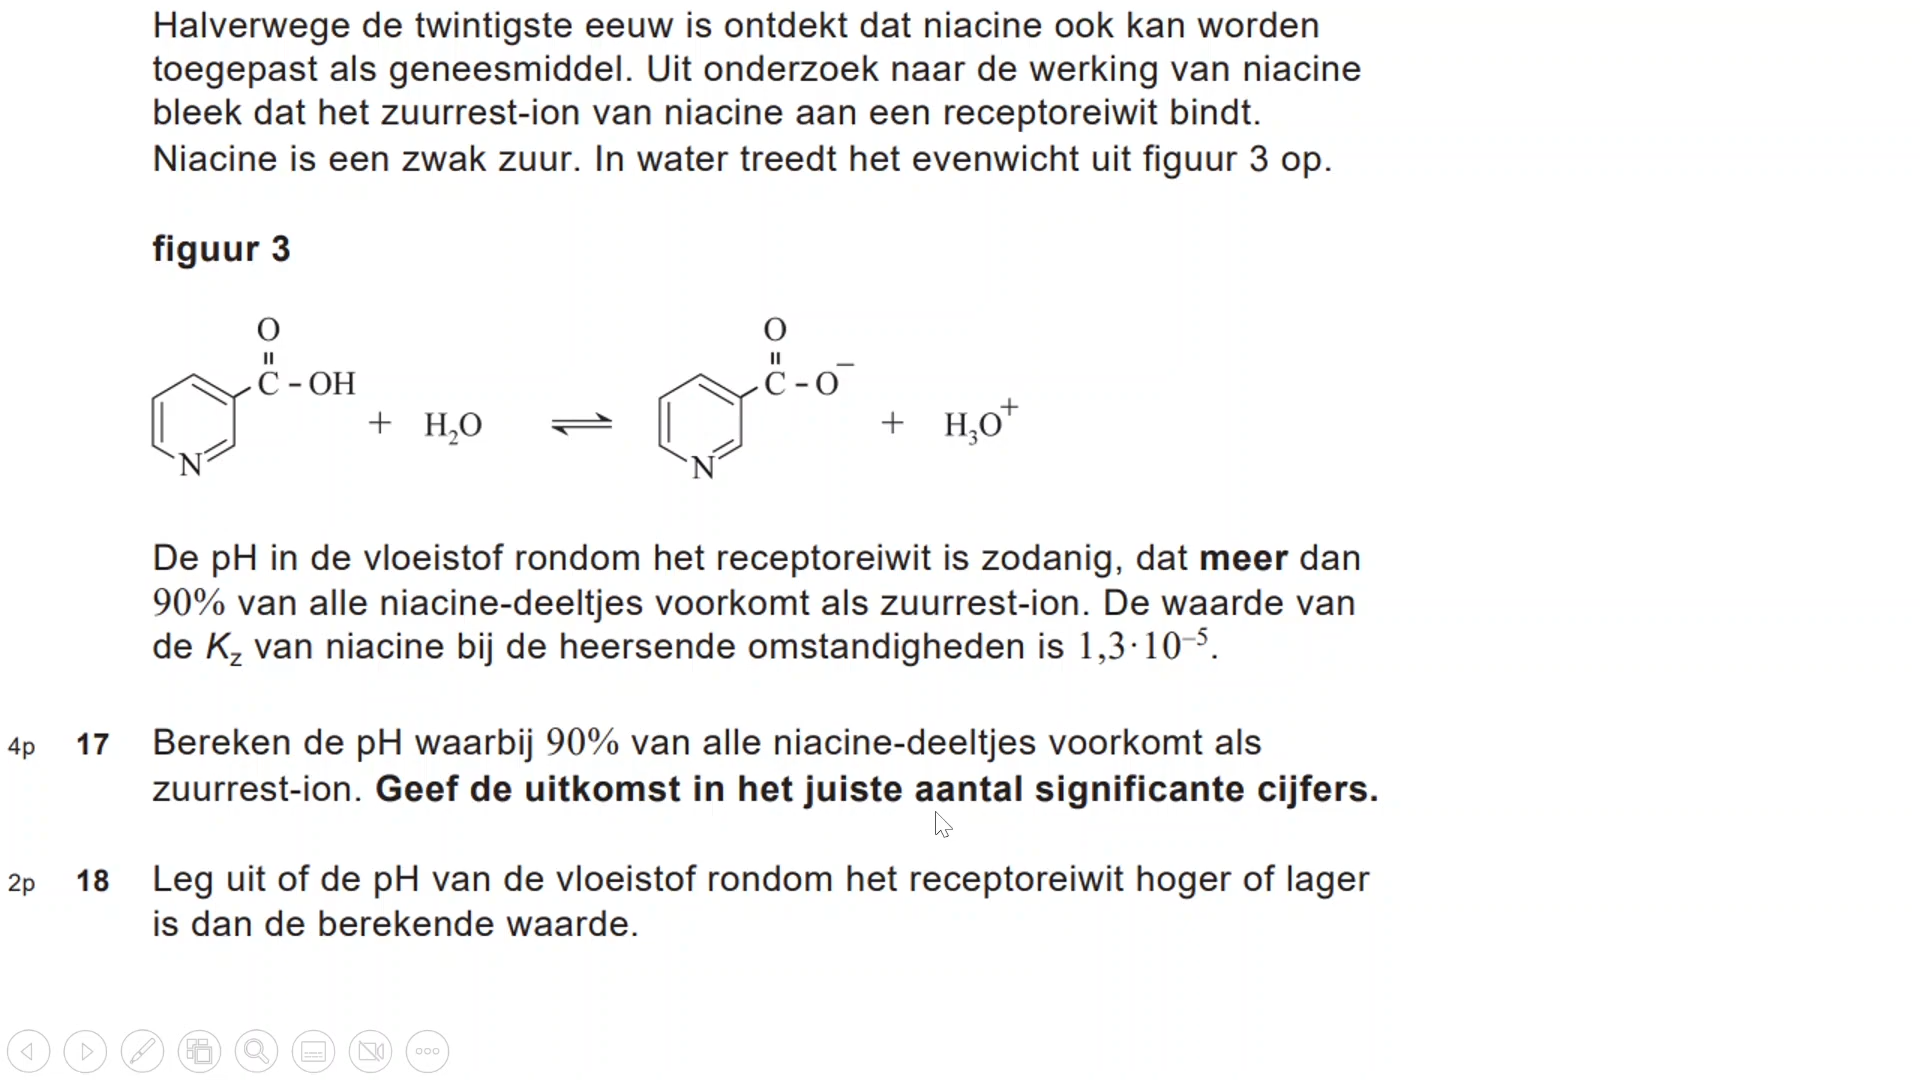 Halverwege de twintigste eeuw is ontdekt dat niacine ook kan worden
toegepast als geneesmiddel. Uit onderzoek naar de werking van niacine
bleek dat het zuurrest-ion van niacine aan een receptoreiwit bindt.
Niacine is een zwak zuur. In water treedt het evenwicht uit figuur 3 op.
figuur 3
O
C - OH
N
+ H₂O ⇌
O
C - O⁻
N
+ H₃O⁺
De pH in de vloeistof rondom het receptoreiwit is zodanig, dat meer dan
90% van alle niacine-deeltjes voorkomt als zuurrest-ion. De waarde van
de Kz van niacine bij de heersende omstandigheden is 1,3·10⁻⁵.
4p 17 Bereken de pH waarbij 90% van alle niacine-deeltjes voorkomt als
zuurrest-ion. Geef de uitkomst in het juiste aantal significante cijfers.
2p 18 Leg uit of de pH van de vloeistof rondom het receptoreiwit hoger of lager
is dan de berekende waarde.